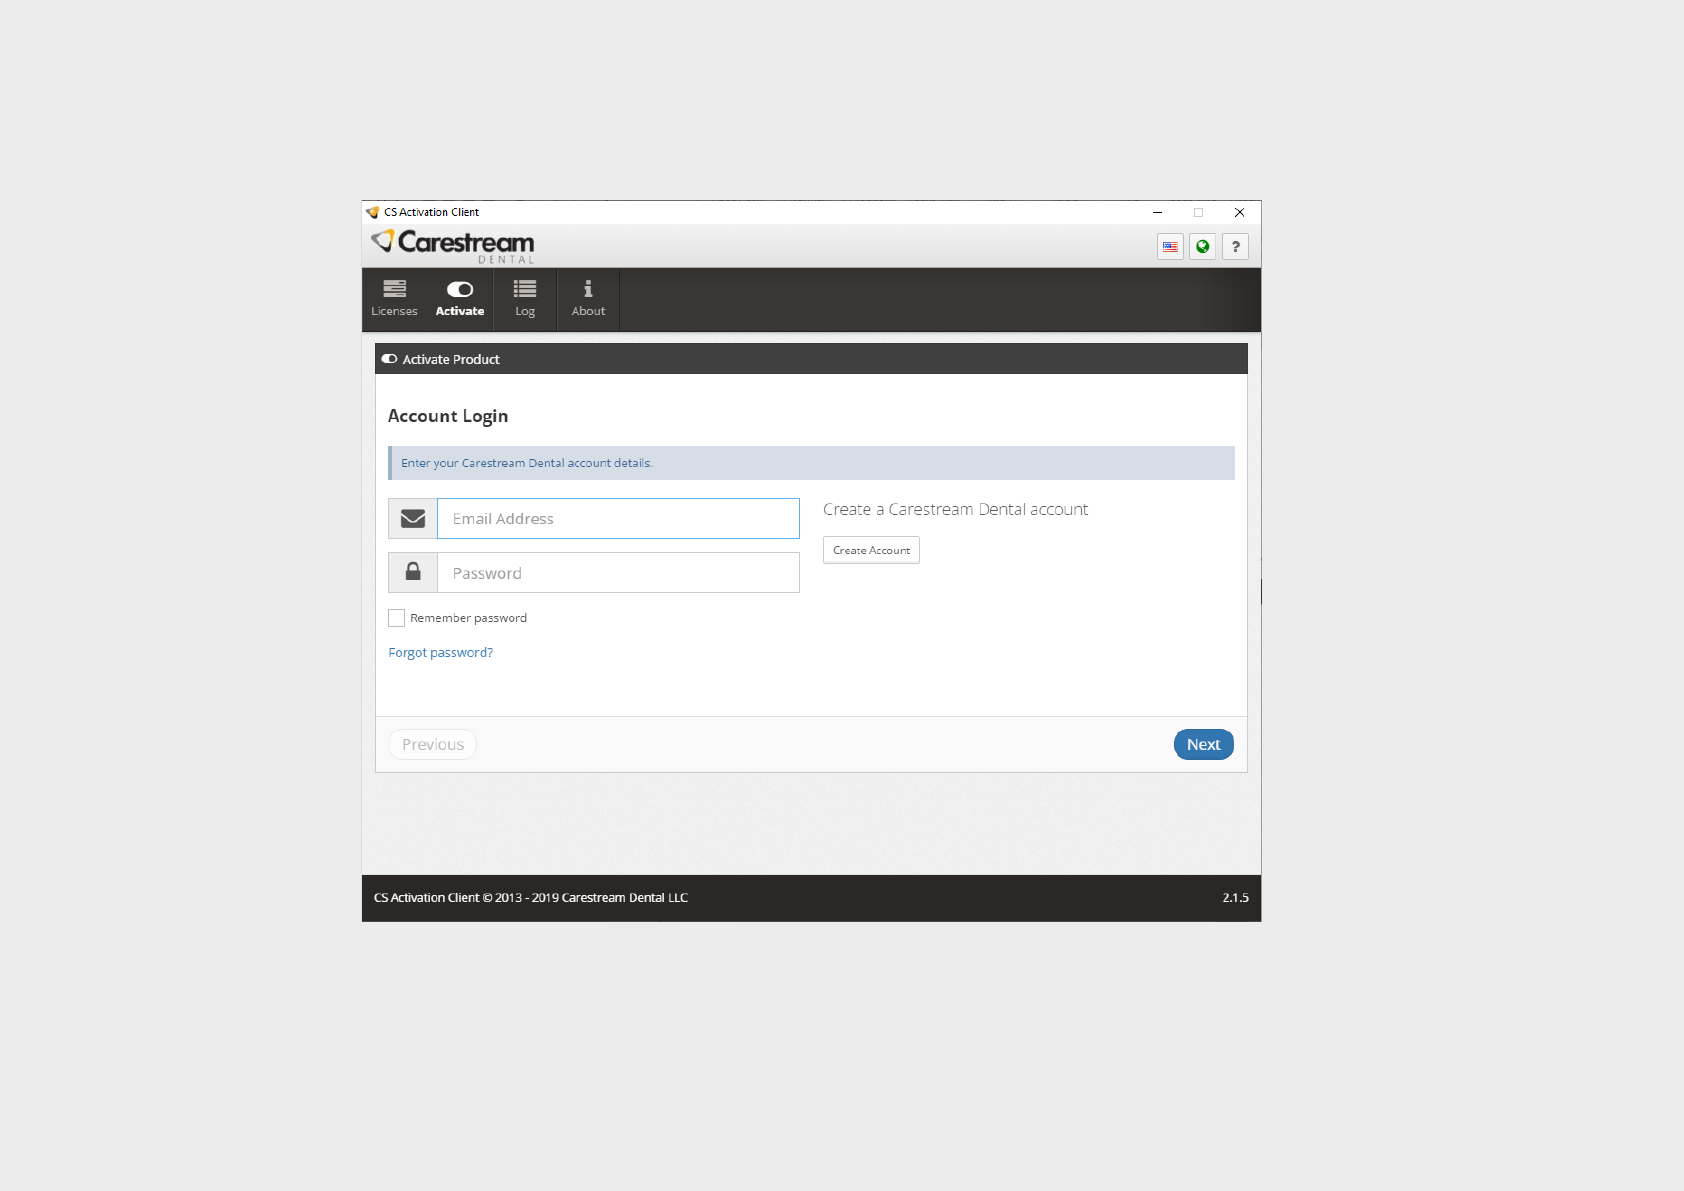 CS Activation Client
Carestream
DENTAL
?
Licenses
Activate
Log
About
Activate Product
Account Login
Enter your Carestream Dental account details.
Email Address
Create a Carestream Dental account
Create Account
Password
Remember password
Forgot password?
Previous
Next
CS Activation Client © 2013 - 2019 Carestream Dental LLC
2.1.5